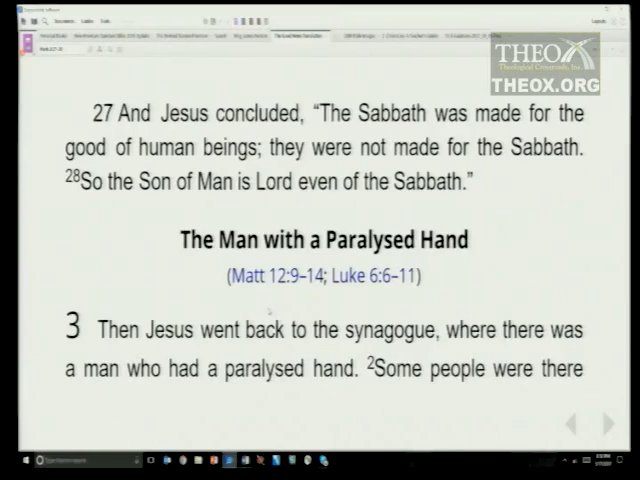 THEOX
Theological Crossroads, Inc.
THEOX.ORG
27 And Jesus concluded, “The Sabbath was made for the
good of human beings; they were not made for the Sabbath.
28So the Son of Man is Lord even of the Sabbath.”
The Man with a Paralysed Hand
(Matt 12:9–14; Luke 6:6–11)
3 Then Jesus went back to the synagogue, where there was
a man who had a paralysed hand. 2Some people were there